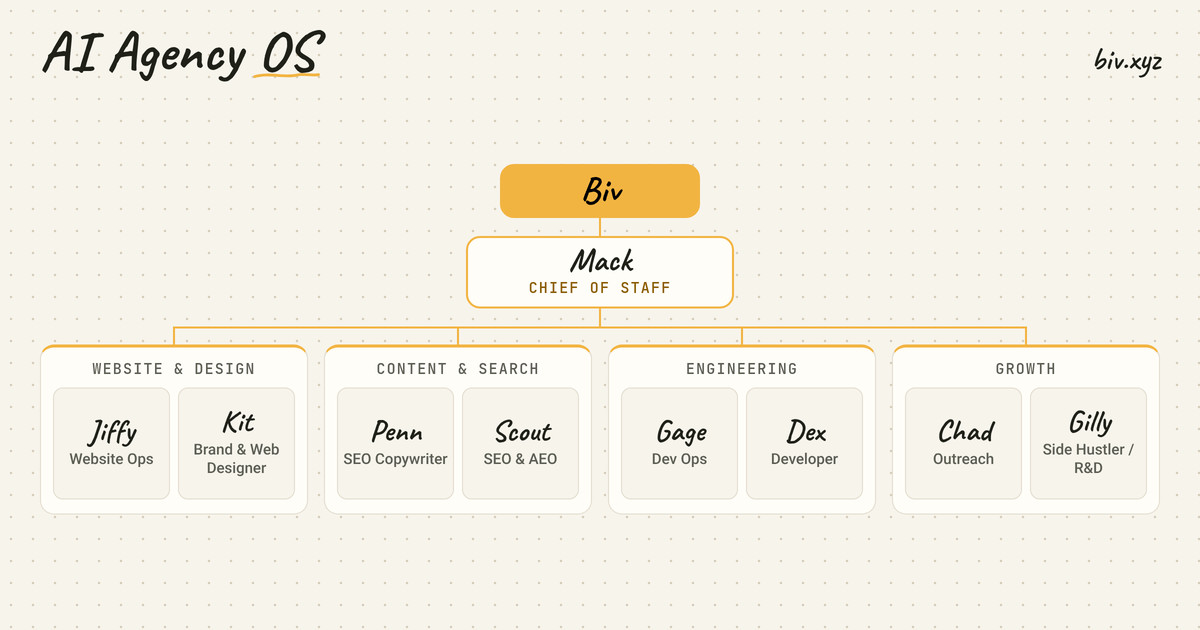 AI Agency OS
biv.xyz
Biv
Mack
CHIEF OF STAFF
WEBSITE & DESIGN
Jiffy
Website Ops
Kit
Brand & Web
Designer
CONTENT & SEARCH
Penn
SEO Copywriter
Scout
SEO & AEO
ENGINEERING
Gage
Dev Ops
Dex
Developer
GROWTH
Chad
Outreach
Gilly
Side Hustler /
R&D